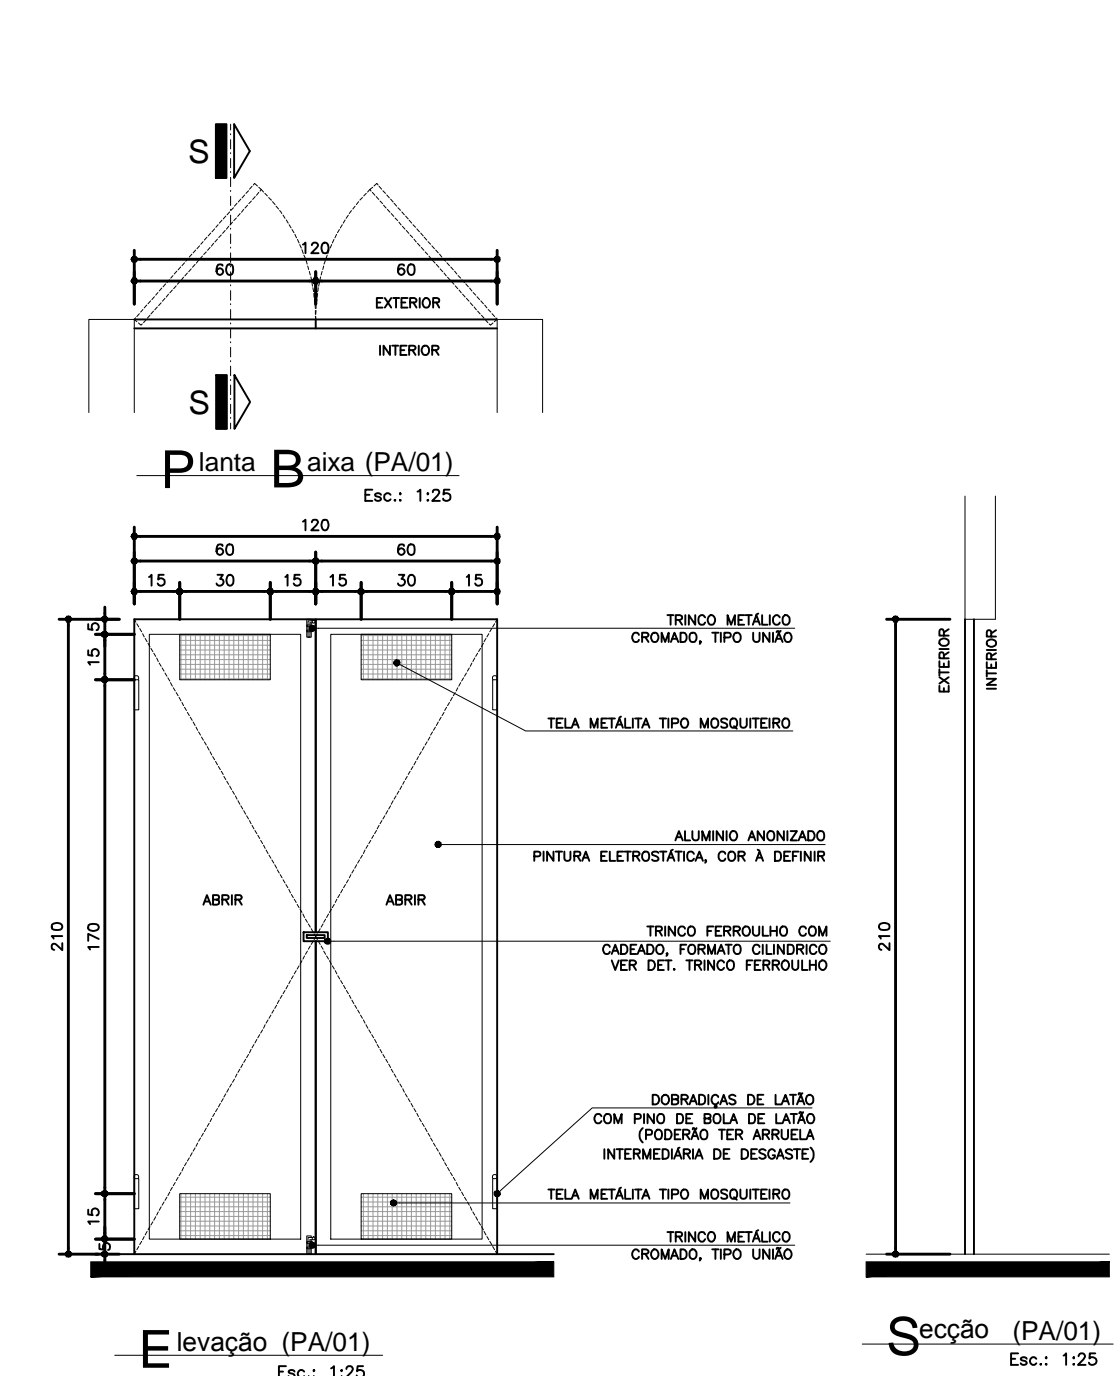 S
120
60 60
EXTERIOR
INTERIOR
S
Planta Baixa (PA/01)
Esc.: 1:25
120
60 60
15 30 15 15 30 15
5
15
170
15
5
210
ABRIR
ABRIR
TRINCO METÁLICO
CROMADO, TIPO UNIÃO
TELA METÁLITA TIPO MOSQUITEIRO
ALUMINIO ANONIZADO
PINTURA ELETROSTÁTICA, COR À DEFINIR
TRINCO FERROULHO COM
CADEADO, FORMATO CILINDRICO
VER DET. TRINCO FERROULHO
DOBRADIÇAS DE LATÃO
COM PINO DE BOLA DE LATÃO
(PODERÃO TER ARRUELA
INTERMEDIÁRIA DE DESGASTE)
TELA METÁLITA TIPO MOSQUITEIRO
TRINCO METÁLICO
CROMADO, TIPO UNIÃO
Elevação (PA/01)
Esc.: 1:25
EXTERIOR
INTERIOR
210
Secção (PA/01)
Esc.: 1:25